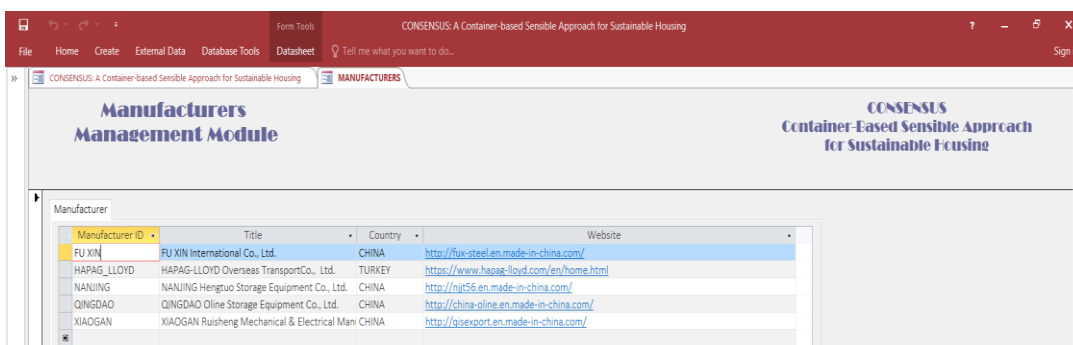 Form Tools CONSENSUS: A Container-based Sensible Approach for Sustainable Housing ? X
File Home Create External Data Database Tools Datasheet Tell me what you want to do... Sign
CONSENSUS: A Container-based Sensible Approach for Sustainable Housing MANUFACTURERS
Manufacturers
Management Module
CONSENSUS
Container-Based Sensible Approach
for Sustainable Housing
Manufacturer
Manufacturer ID Title Country Website
FU XIN FU XIN International Co., Ltd. CHINA http://fux-steel.en.made-in-china.com/
HAPAG_LLOYD HAPAG-LLOYD Overseas TransportCo., Ltd. TURKEY https://www.hapag-lloyd.com/en/home.html
NANJING NANJING Hengtuo Storage Equipment Co., Ltd. CHINA http://njjt56.en.made-in-china.com/
QINGDAO QINGDAO Oline Storage Equipment Co., Ltd. CHINA http://china-oline.en.made-in-china.com/
XIAOGAN XIAOGAN Ruisheng Mechanical & Electrical Man CHINA http://qisexport.en.made-in-china.com/